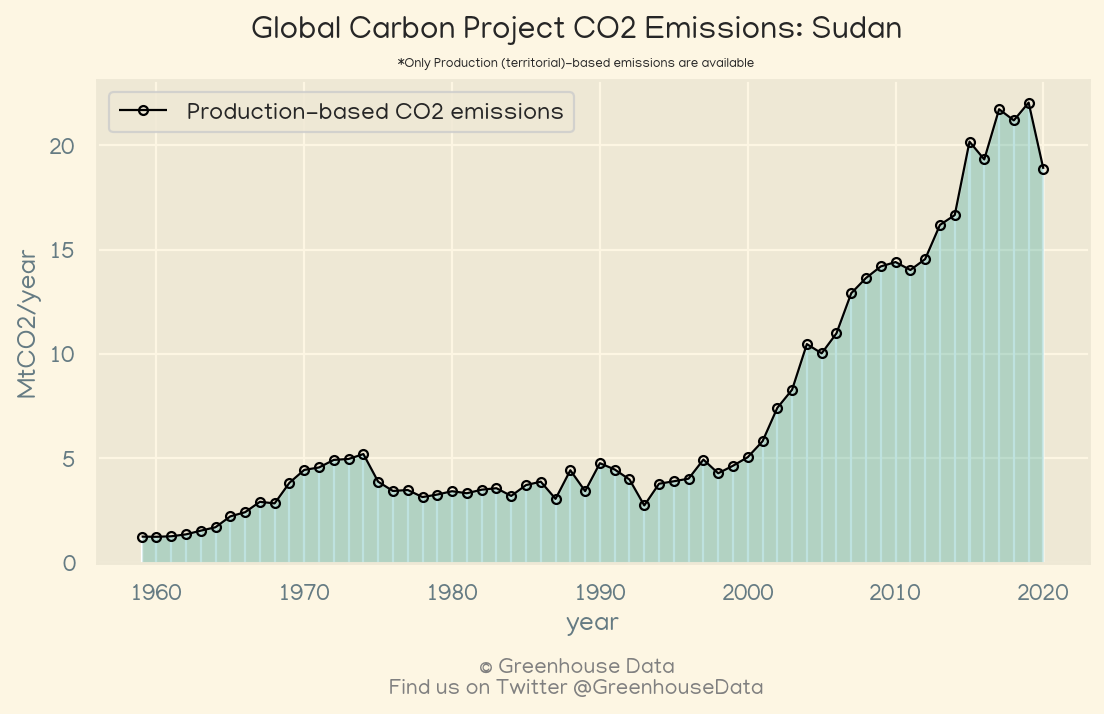 Global Carbon Project CO2 Emissions: Sudan
*Only Production (territorial)-based emissions are available
Production-based CO2 emissions
MtCO2/year
20
15
10
5
0
1960 1970 1980 1990 2000 2010 2020
year
© Greenhouse Data
Find us on Twitter @GreenhouseData